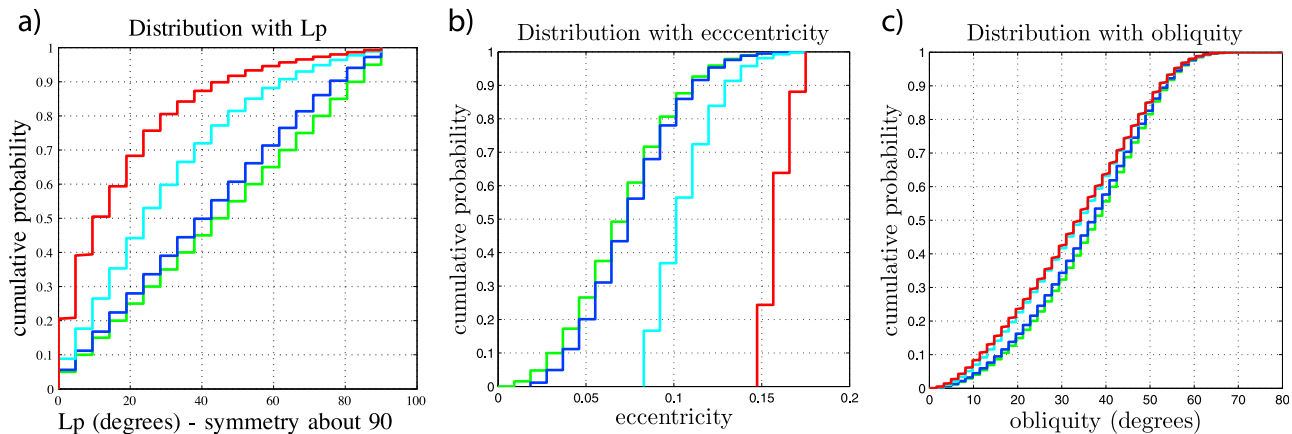 a)
Distribution with Lp
cumulative probability
1
0.9
0.8
0.7
0.6
0.5
0.4
0.3
0.2
0.1
0
0 20 40 60 80 100
Lp (degrees) - symmetry about 90
b)
Distribution with ecccentricity
cumulative probability
1
0.9
0.8
0.7
0.6
0.5
0.4
0.3
0.2
0.1
0
0 0.05 0.1 0.15 0.2
eccentricity
c)
Distribution with obliquity
cumulative probability
1
0.9
0.8
0.7
0.6
0.5
0.4
0.3
0.2
0.1
0
0 10 20 30 40 50 60 70 80
obliquity (degrees)